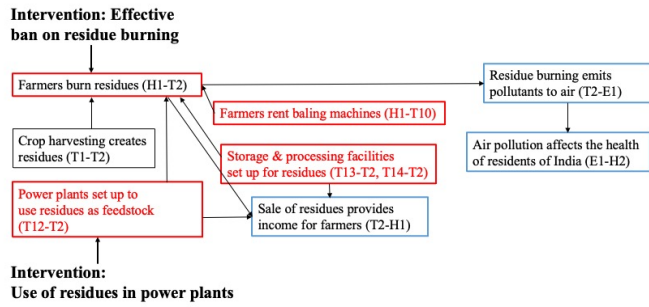 Intervention: Effective
ban on residue burning
Farmers burn residues (H1-T2)
Residue burning emits
pollutants to air (T2-E1)
Farmers rent baling machines (H1-T10)
Crop harvesting creates
residues (T1-T2)
Air pollution affects the health
of residents of India (E1-H2)
Storage & processing facilities
set up for residues (T13-T2, T14-T2)
Power plants set up to
use residues as feedstock
(T12-T2)
Sale of residues provides
income for farmers (T2-H1)
Intervention:
Use of residues in power plants